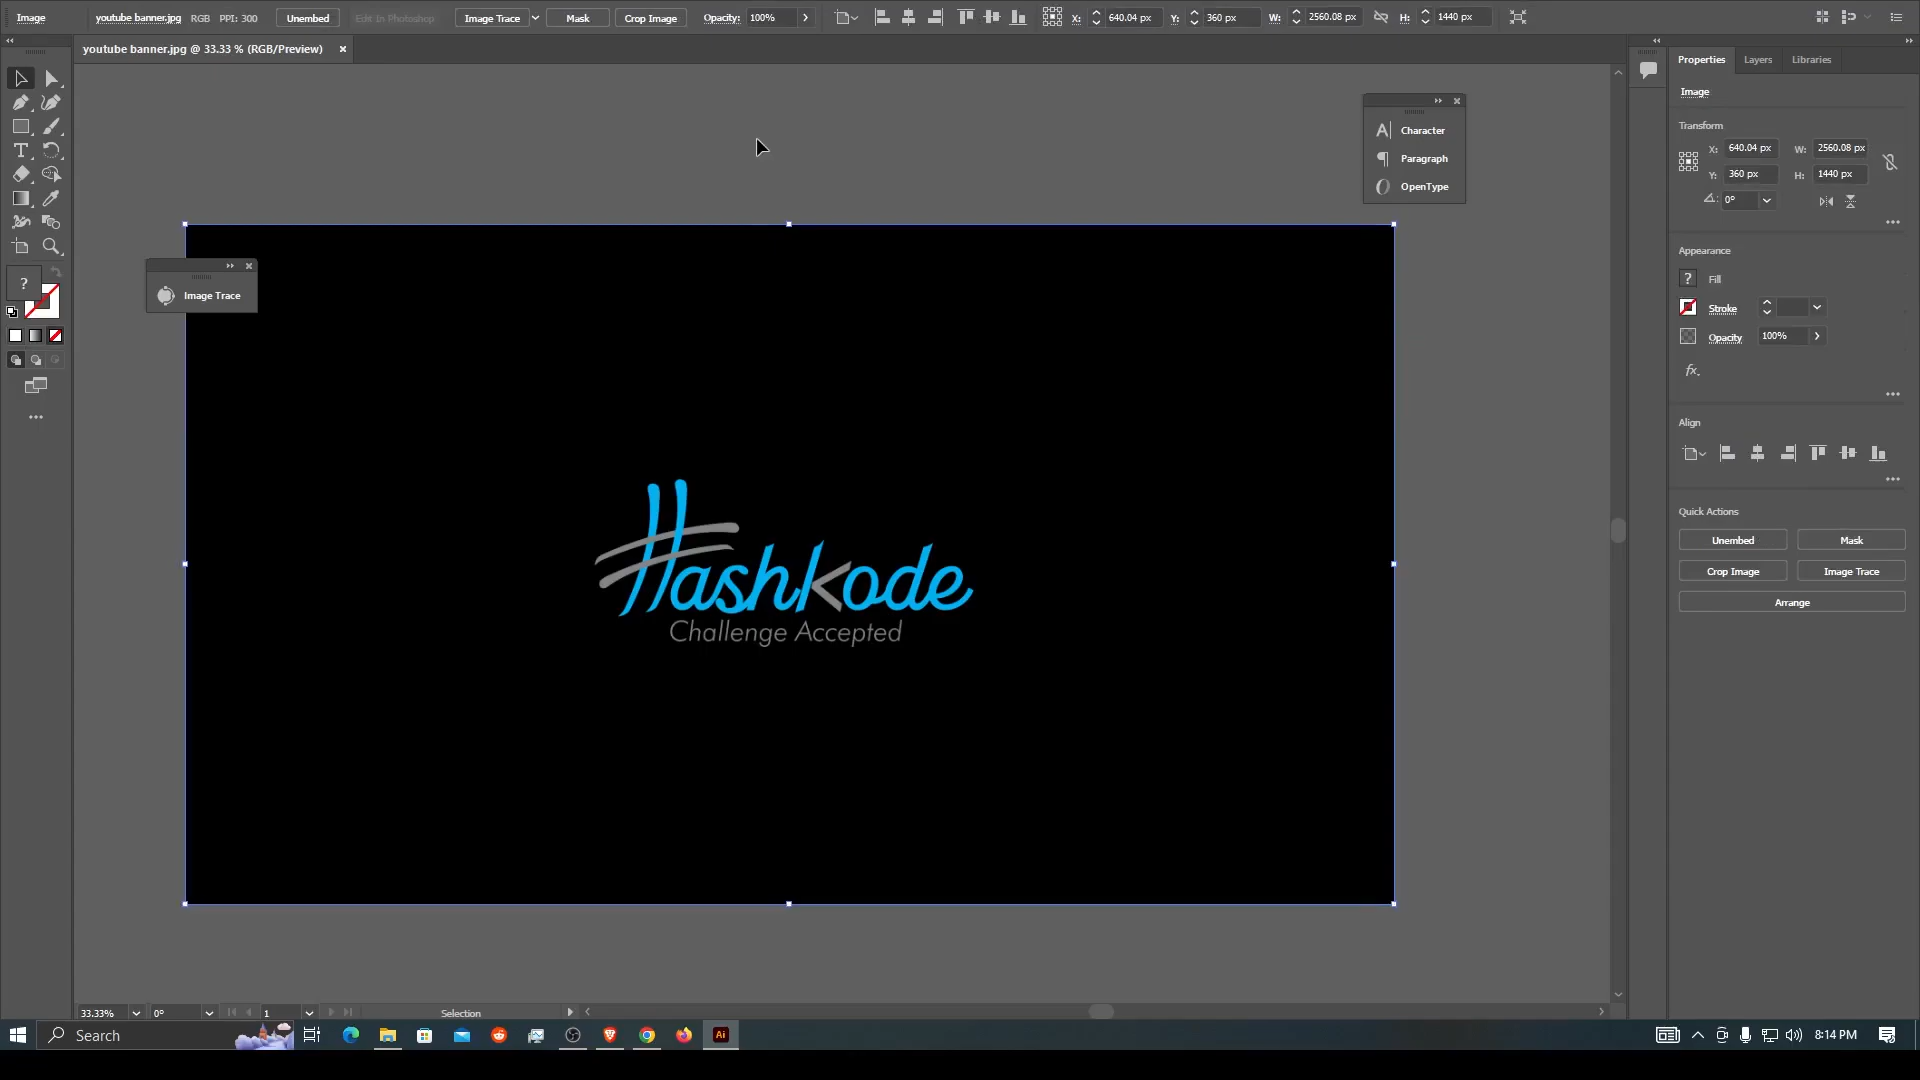 Image
youtube banner.jpg
RGB
PPI: 300
Unembed
Edit In Photoshop
Image Trace
Mask
Crop Image
Opacity:
100%
X:
640.04 px
Y:
360 px
W:
2560.08 px
H:
1440 px
youtube banner.jpg @ 33.33 % (RGB/Preview)
Properties
Layers
Libraries
Character
Paragraph
OpenType
Image
Transform
X:
640.04 px
W:
2560.08 px
Y:
360 px
H:
1440 px
0°
Image Trace
Appearance
?
Fill
Stroke
Opacity
100%
fx.
Align
Quick Actions
Unembed
Mask
Crop Image
Image Trace
Arrange
?
HashKode
Challenge Accepted
33.33%
0°
1
Selection
Search
Ai
8:14 PM